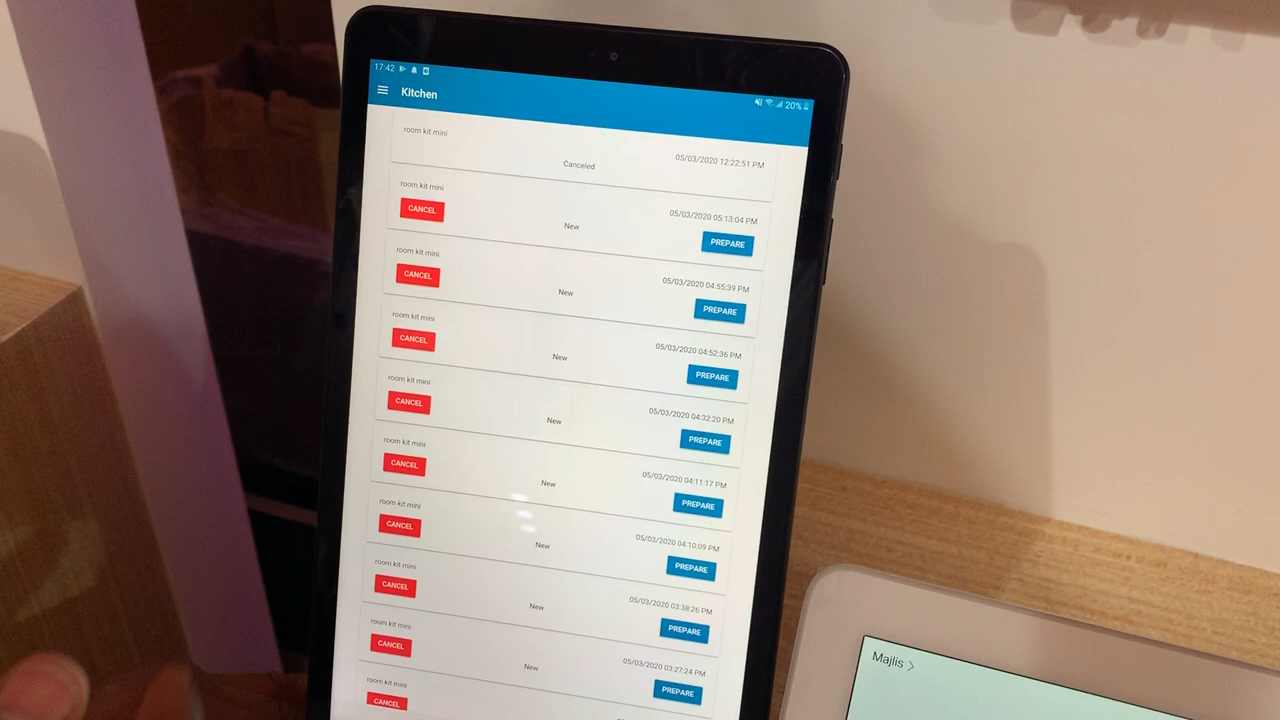 17:42
20%
Kitchen
room kit mini
05/03/2020 12:22:51 PM
Canceled
room kit mini
05/03/2020 05:13:04 PM
CANCEL
New
PREPARE
room kit mini
05/03/2020 04:55:39 PM
CANCEL
New
PREPARE
room kit mini
05/03/2020 04:52:36 PM
CANCEL
New
PREPARE
room kit mini
05/03/2020 04:32:20 PM
CANCEL
New
PREPARE
room kit mini
05/03/2020 04:11:17 PM
CANCEL
New
PREPARE
room kit mini
05/03/2020 04:10:09 PM
CANCEL
New
PREPARE
room kit mini
05/03/2020 03:38:26 PM
CANCEL
New
PREPARE
room kit mini
05/03/2020 03:27:24 PM
CANCEL
New
PREPARE
room kit mini
CANCEL
Majlis >